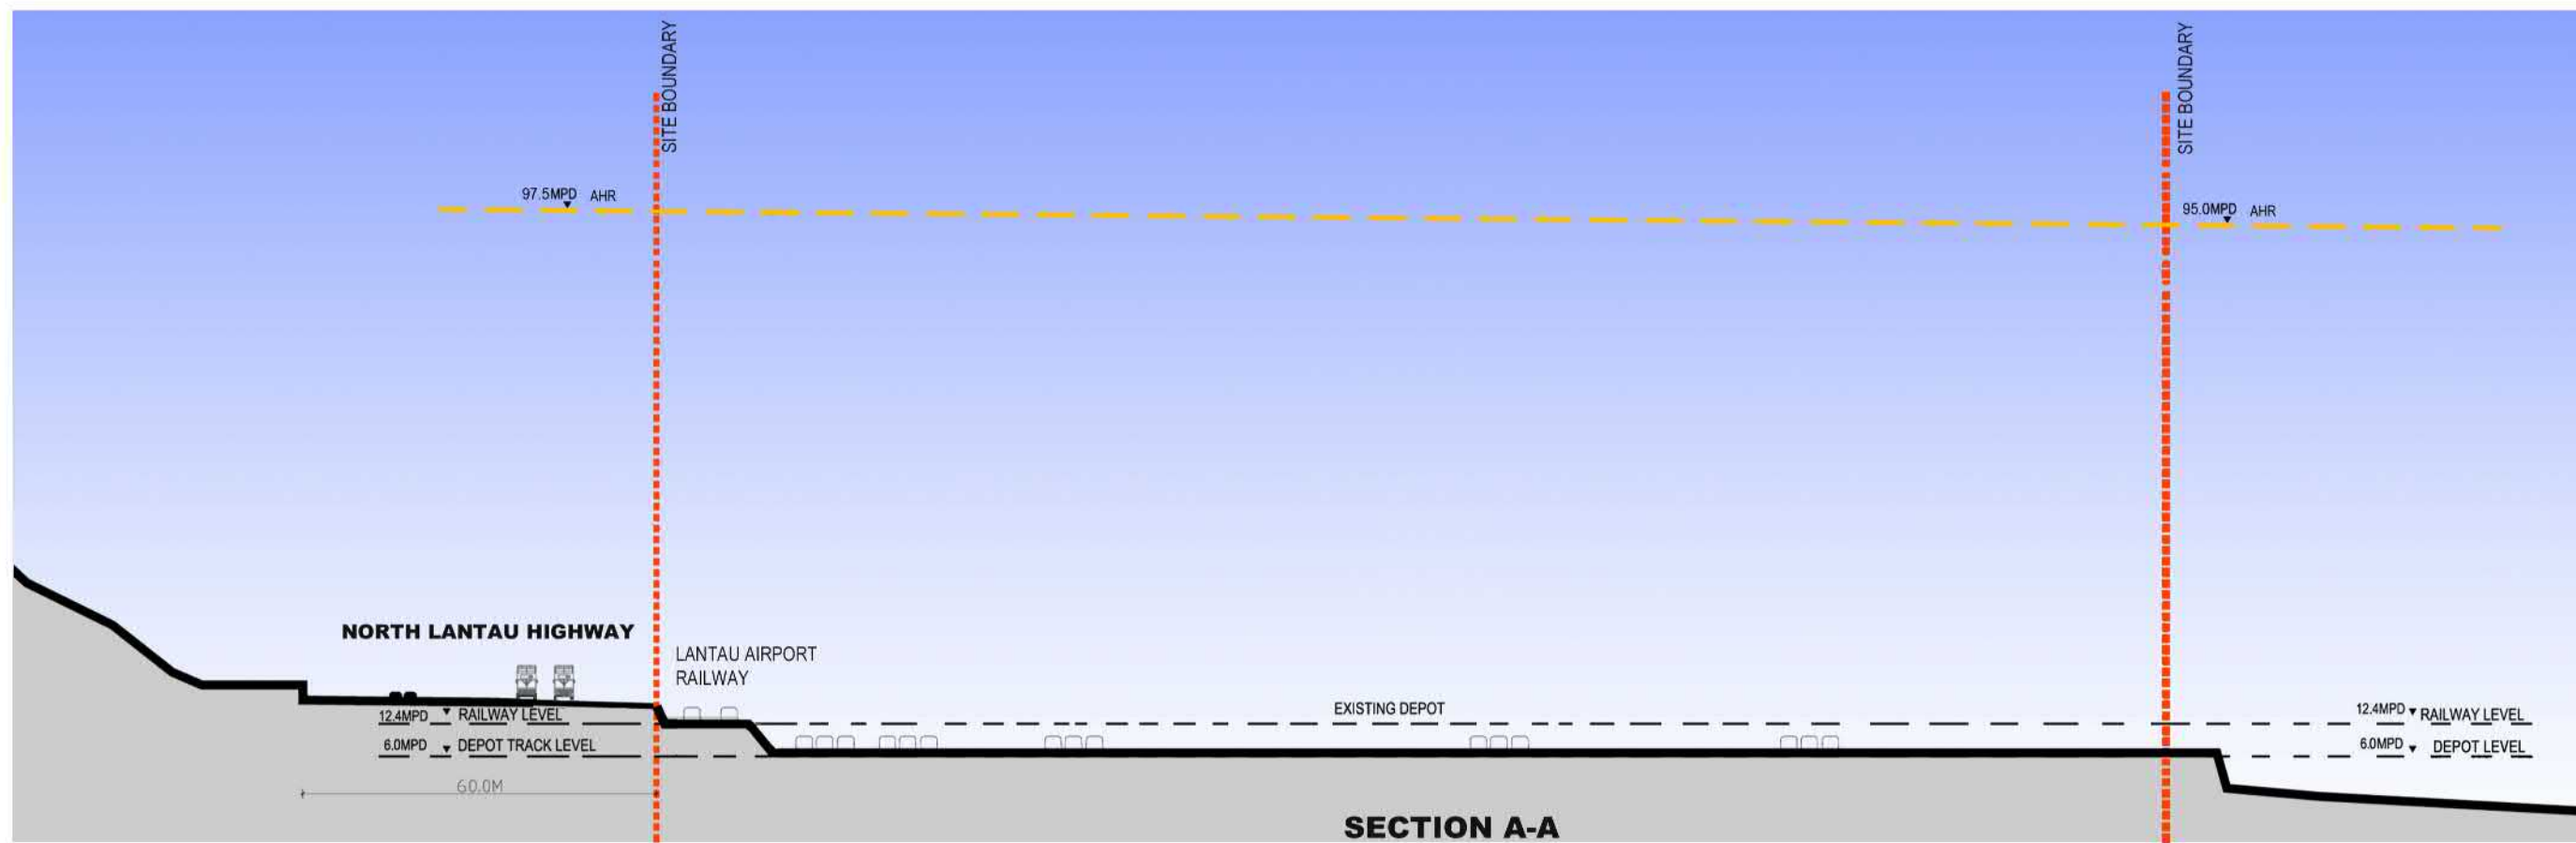 SITE BOUNDARY
SITE BOUNDARY
97.5MPD AHR
95.0MPD AHR
NORTH LANTAU HIGHWAY
LANTAU AIRPORT
RAILWAY
12.4MPD RAILWAY LEVEL
EXISTING DEPOT
12.4MPD RAILWAY LEVEL
6.0MPD DEPOT TRACK LEVEL
6.0MPD DEPOT LEVEL
60.0M
SECTION A-A